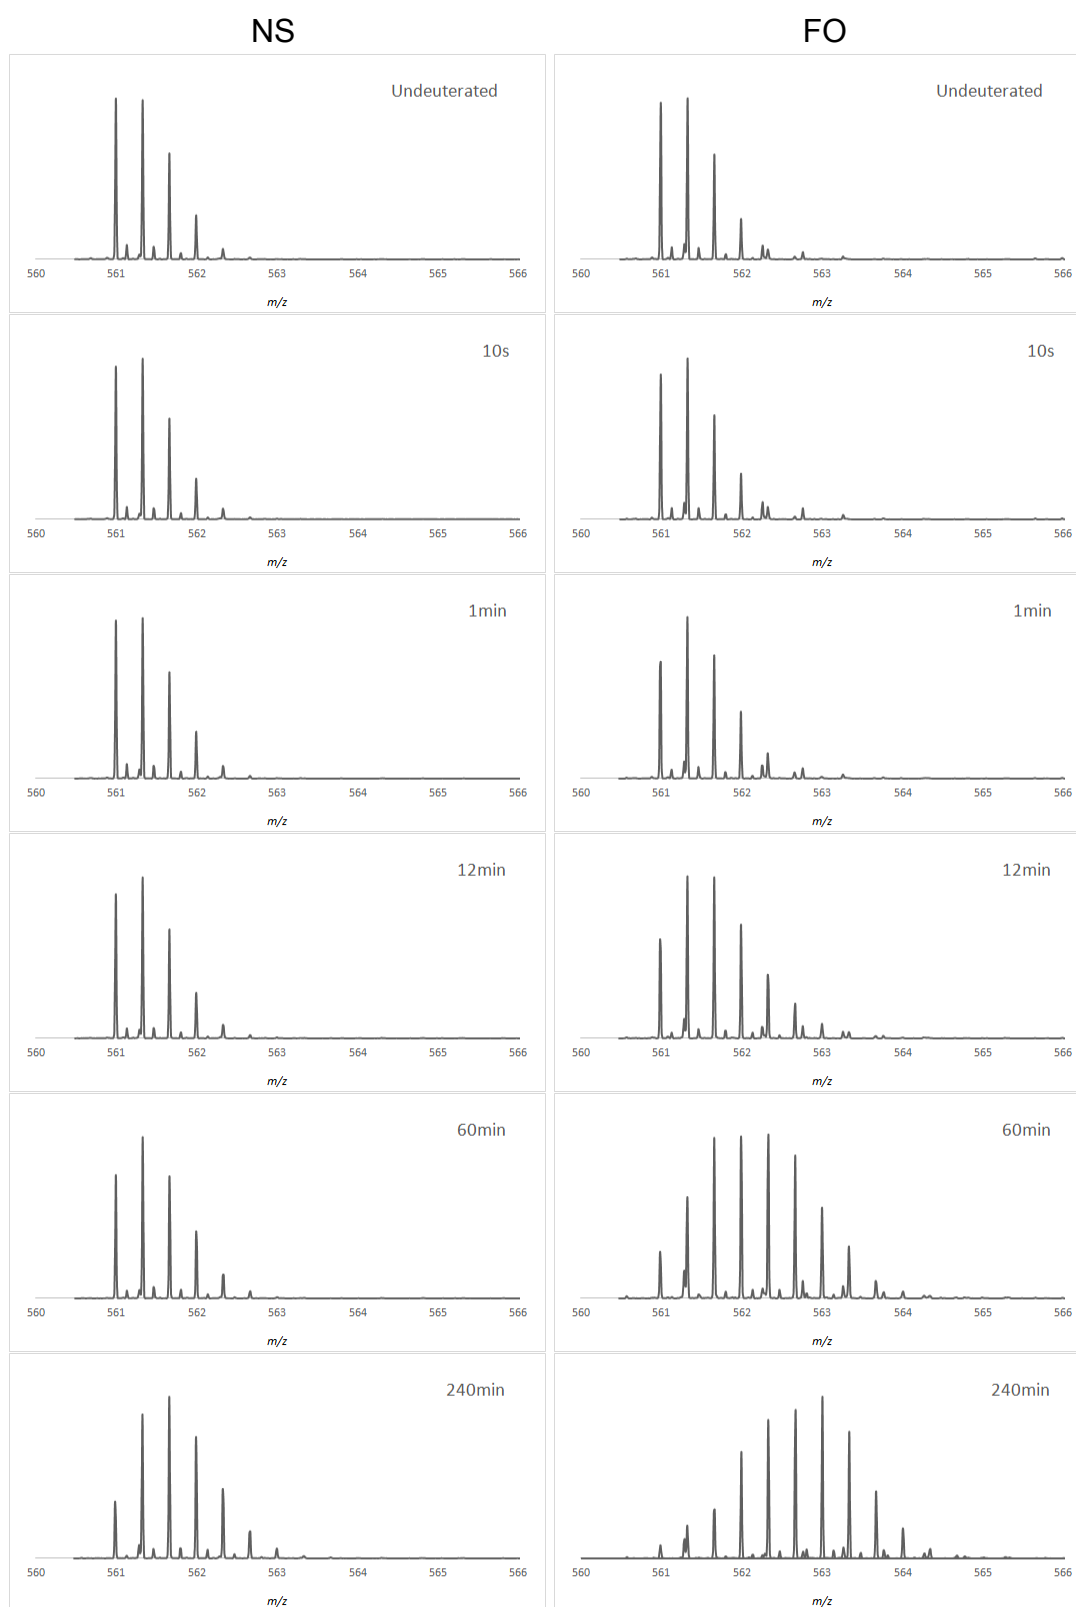 NS FO
Undeuterated Undeuterated
560 561 562 563 564 565 566 560 561 562 563 564 565 566
m/z m/z
10s 10s
560 561 562 563 564 565 566 560 561 562 563 564 565 566
m/z m/z
1min 1min
560 561 562 563 564 565 566 560 561 562 563 564 565 566
m/z m/z
12min 12min
560 561 562 563 564 565 566 560 561 562 563 564 565 566
m/z m/z
60min 60min
560 561 562 563 564 565 566 560 561 562 563 564 565 566
m/z m/z
240min 240min
560 561 562 563 564 565 566 560 561 562 563 564 565 566
m/z m/z